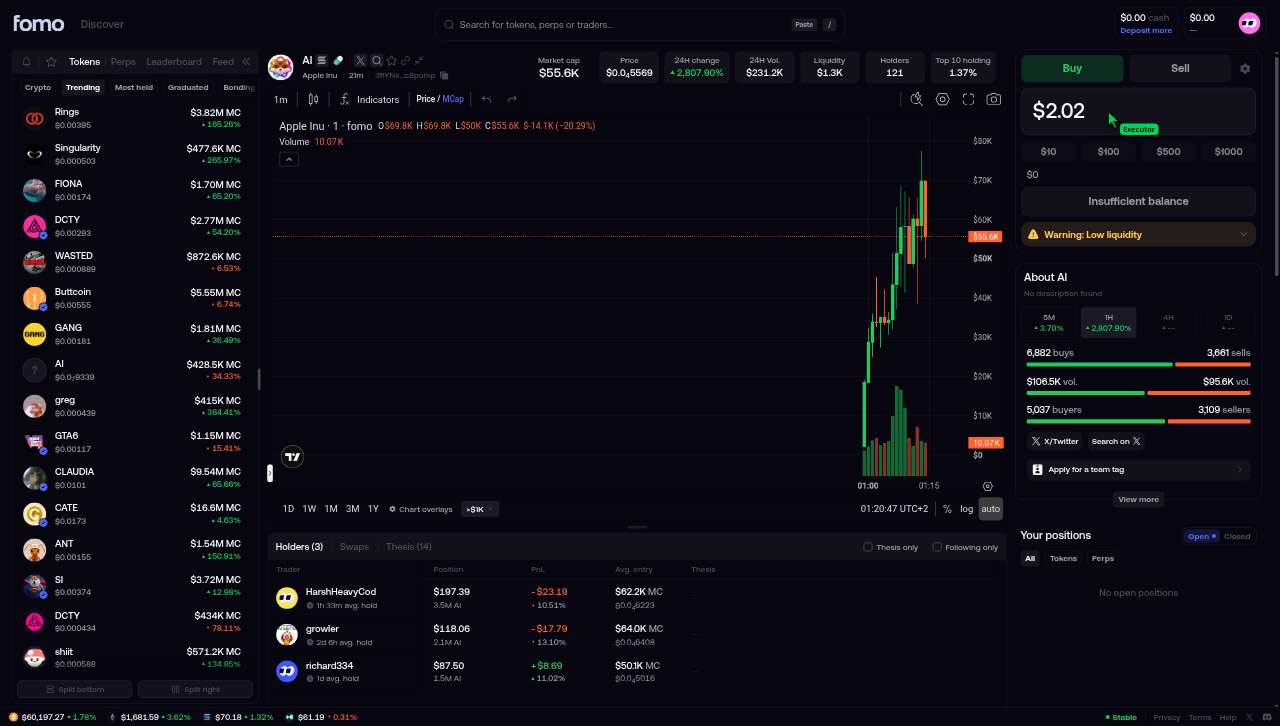 fomo
Discover
Search for tokens, perps or traders...
Paste /
$0.00 cash
Deposit more
$0.00
Tokens Perps Leaderboard Feed
Crypto Trending Most held Graduated Bonding
Rings $3.82M MC
$0.00395 165.26%
Singularity $477.6K MC
$0.000503 265.97%
FIONA $1.70M MC
$0.00174 65.20%
DCTY $2.77M MC
$0.00293 54.20%
WASTED $872.6K MC
$0.000889 6.53%
Buttcoin $5.55M MC
$0.00555 6.74%
GANG $1.81M MC
$0.00181 36.49%
AI $428.5K MC
$0.0₇9339 34.33%
greg $415K MC
$0.000439 384.41%
GTA6 $1.15M MC
$0.00117 15.41%
CLAUDIA $9.54M MC
$0.0101 65.66%
CATE $16.6M MC
$0.0173 4.63%
ANT $1.54M MC
$0.00155 150.91%
SI $3.72M MC
$0.00374 12.98%
DCTY $434K MC
$0.000434 78.11%
shiit $571.2K MC
$0.000588 134.85%
Split bottom Split right
AI
Apple Inu 21m 3fiYNx...cBpump
Market cap
$55.6K
Price
$0.0₄5569
24H change
2,807.90%
24H Vol.
$231.2K
Liquidity
$1.3K
Holders
121
Top 10 holding
1.37%
1m Indicators Price / MCap
Apple Inu · 1 · fomo O$69.8K H$69.8K L$50K C$55.6K $-14.1K (−20.29%)
Volume 10.07K
$80K
$70K
$60K
$55.6K
$50K
$40K
$30K
$20K
$10K
10.07K
$0
01:00 01:15
1D 1W 1M 3M 1Y Chart overlays >$1K
01:20:47 UTC+2 % log auto
Holders (3) Swaps Thesis (14)
Thesis only Following only
Trader Position PnL Avg. entry Thesis
HarshHeavyCod $197.39 -$23.19 $62.2K MC
1h 33m avg. hold 3.5M AI 10.51% $0.0₄6223
growler $118.06 -$17.79 $64.0K MC
2d 6h avg. hold 2.1M AI 13.10% $0.0₄6408
richard334 $87.50 +$8.69 $50.1K MC
1d avg. hold 1.5M AI 11.02% $0.0₄5016
Buy Sell
$2.02
Executor
$10 $100 $500 $1000
$0
Insufficient balance
Warning: Low liquidity
About AI
No description found
5M 1H 4H 1D
3.70% 2,807.90% -- --
6,882 buys 3,661 sells
$106.5K vol. $95.6K vol.
5,037 buyers 3,109 sellers
X/Twitter Search on X
Apply for a team tag
View more
Your positions Open Closed
All Tokens Perps
No open positions
$60,197.27 1.78% $1,681.59 3.62% $70.18 1.32% $61.19 0.31%
Stable Privacy Terms Help